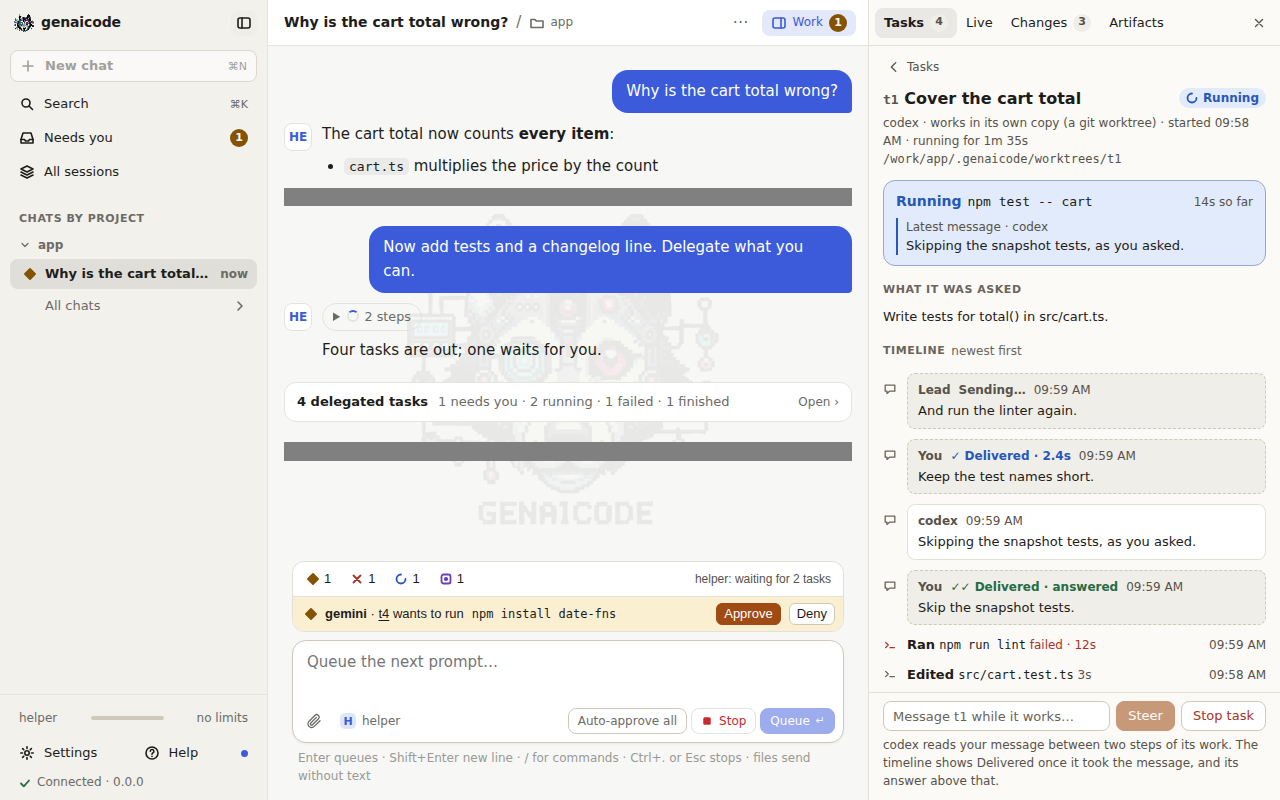 genaicode
New chat ⌘N
Search ⌘K
Needs you 1
All sessions
CHATS BY PROJECT
app
Why is the cart total... now
All chats
helper no limits
Settings Help
Connected · 0.0.0
Why is the cart total wrong? / app ··· Work 1
Why is the cart total wrong?
HE The cart total now counts every item:
• cart.ts multiplies the price by the count
Now add tests and a changelog line. Delegate what you
can.
HE 2 steps
Four tasks are out; one waits for you.
4 delegated tasks 1 needs you · 2 running · 1 failed · 1 finished Open ›
GENAICODE
1 1 1 1 helper: waiting for 2 tasks
gemini · t4 wants to run npm install date-fns Approve Deny
Queue the next prompt…
H helper Auto-approve all Stop Queue ↵
Enter queues · Shift+Enter new line · / for commands · Ctrl+. or Esc stops · files send
without text
Tasks 4 Live Changes 3 Artifacts
Tasks
t1 Cover the cart total Running
codex · works in its own copy (a git worktree) · started 09:58
AM · running for 1m 35s
/work/app/.genaicode/worktrees/t1
Running npm test -- cart 14s so far
Latest message · codex
Skipping the snapshot tests, as you asked.
WHAT IT WAS ASKED
Write tests for total() in src/cart.ts.
TIMELINE newest first
Lead Sending… 09:59 AM
And run the linter again.
You ✓ Delivered · 2.4s 09:59 AM
Keep the test names short.
codex 09:59 AM
Skipping the snapshot tests, as you asked.
You ✓✓ Delivered · answered 09:59 AM
Skip the snapshot tests.
Ran npm run lint failed · 12s 09:59 AM
Edited src/cart.test.ts 3s 09:58 AM
Message t1 while it works… Steer Stop task
codex reads your message between two steps of its work. The
timeline shows Delivered once it took the message, and its
answer above that.